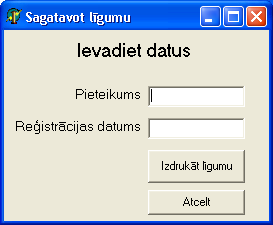 Sagatavot līgumu
Ievadiet datus
Pieteikums
Reģistrācijas datums
Izdrukāt līgumu
Atcelt